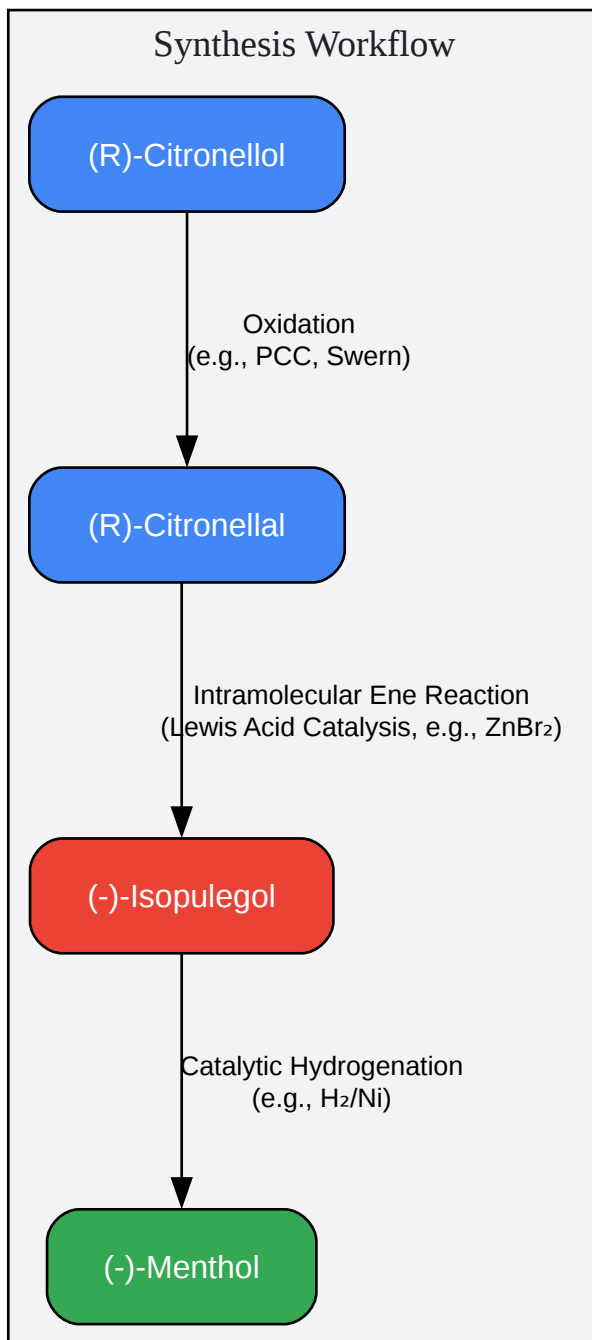 Synthesis Workflow
(R)-Citronellol
Oxidation
(e.g., PCC, Swern)
(R)-Citronellal
Intramolecular Ene Reaction
(Lewis Acid Catalysis, e.g., ZnBr₂)
(-)-Isopulegol
Catalytic Hydrogenation
(e.g., H₂/Ni)
(-)-Menthol